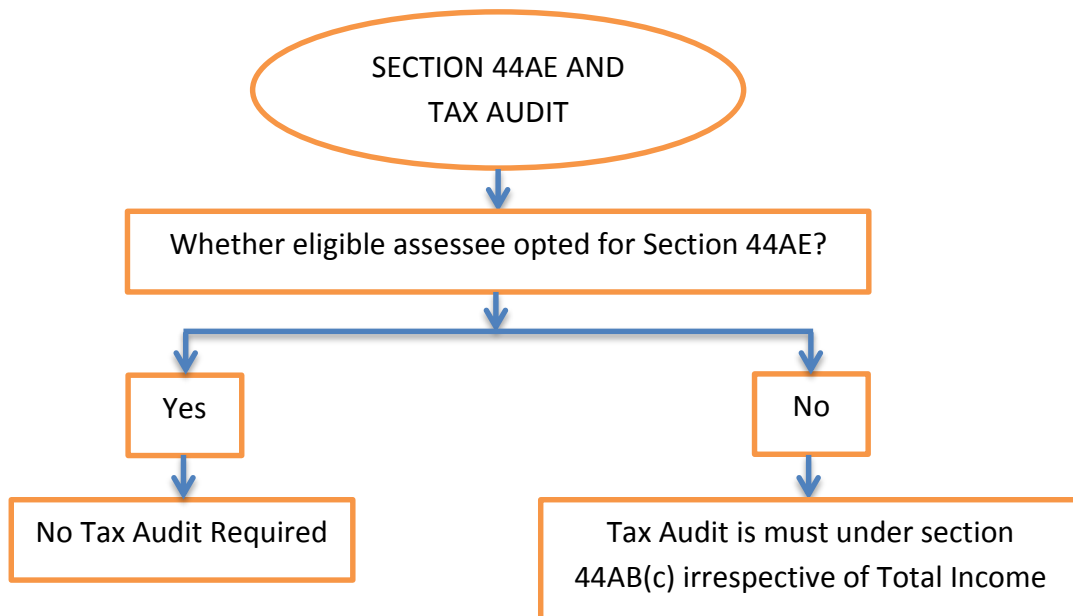 SECTION 44AE AND
TAX AUDIT
Whether eligible assessee opted for Section 44AE?
Yes
No
No Tax Audit Required
Tax Audit is must under section
44AB(c) irrespective of Total Income